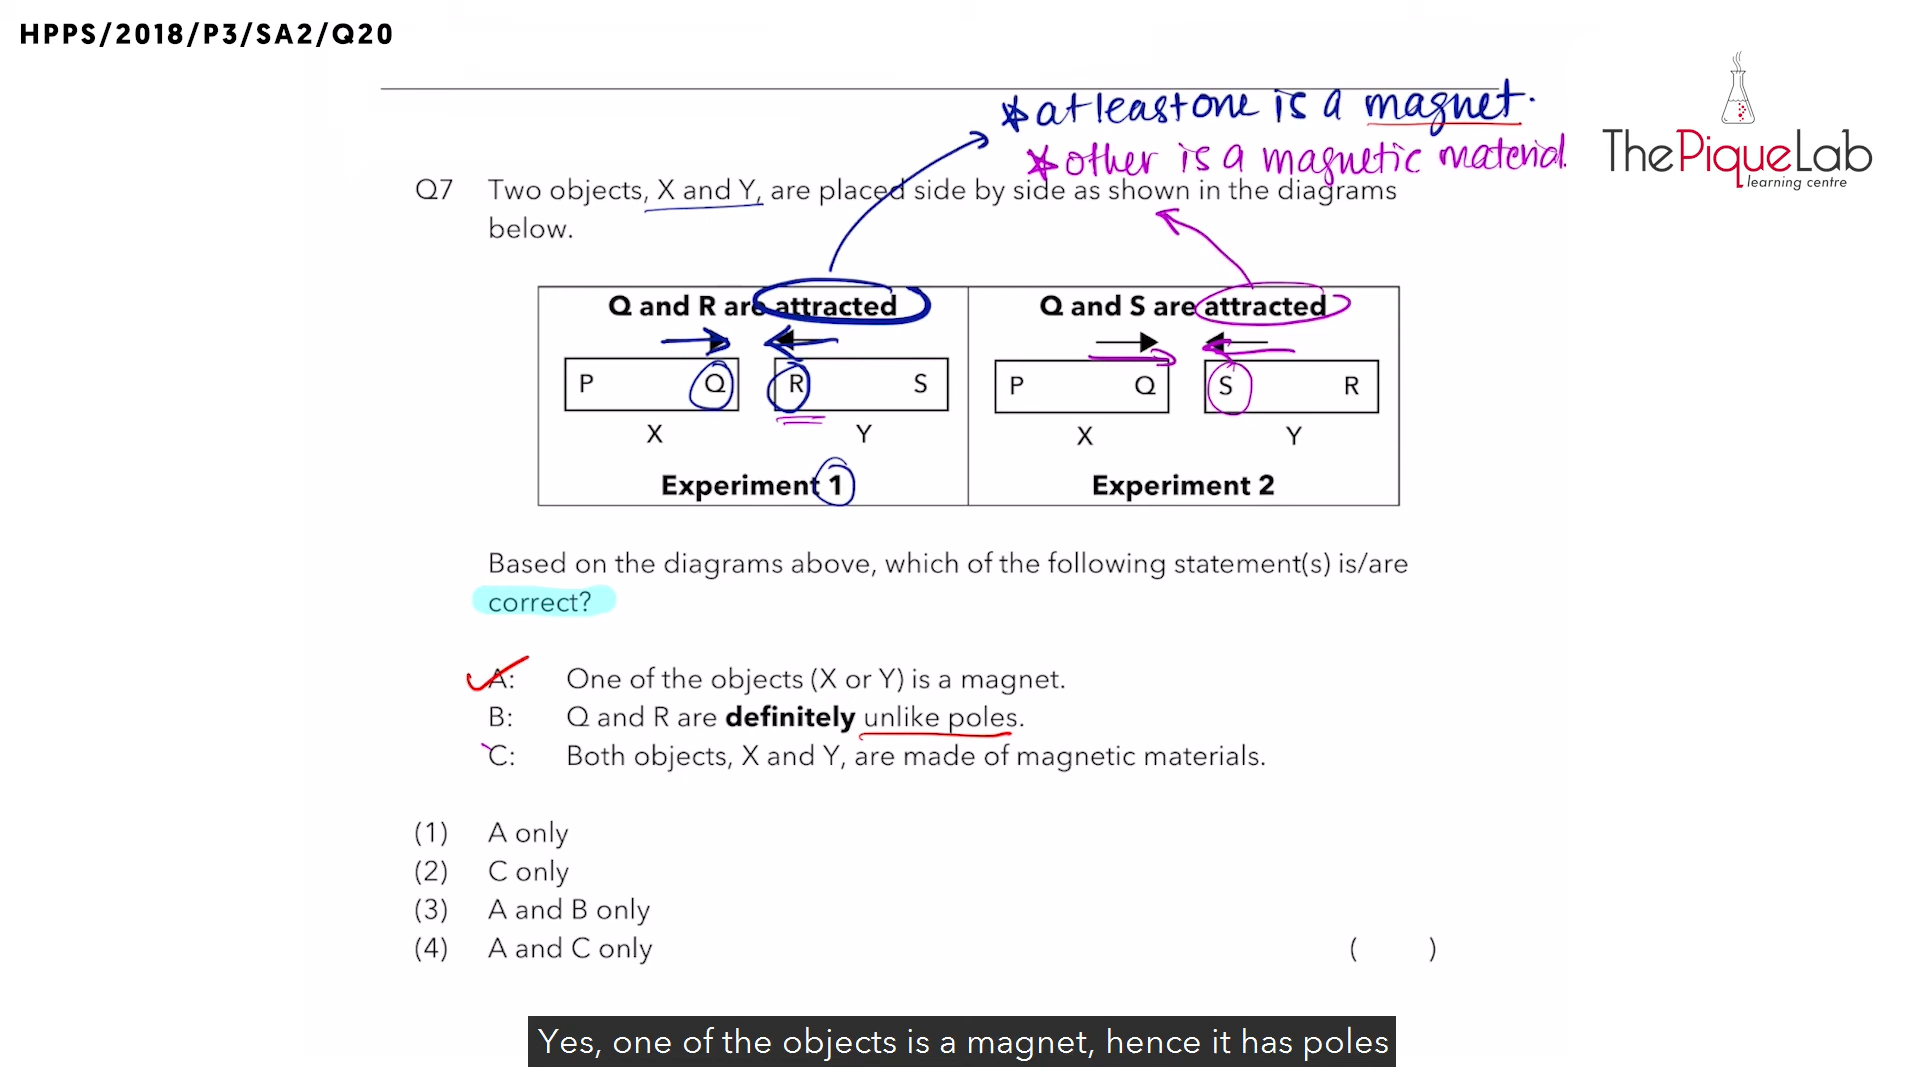 HPPS/2018/P3/SA2/Q20
*at least one is a magnet.
*other is a magnetic material.
ThePiqueLab
learning centre
Q7 Two objects, X and Y, are placed side by side as shown in the diagrams
below.
Q and R are attracted
Q and S are attracted
P Q R S
P Q S R
X Y
X Y
Experiment 1
Experiment 2
Based on the diagrams above, which of the following statement(s) is/are
correct?
A: One of the objects (X or Y) is a magnet.
B: Q and R are definitely unlike poles.
C: Both objects, X and Y, are made of magnetic materials.
(1) A only
(2) C only
(3) A and B only
(4) A and C only ( )
Yes, one of the objects is a magnet, hence it has poles